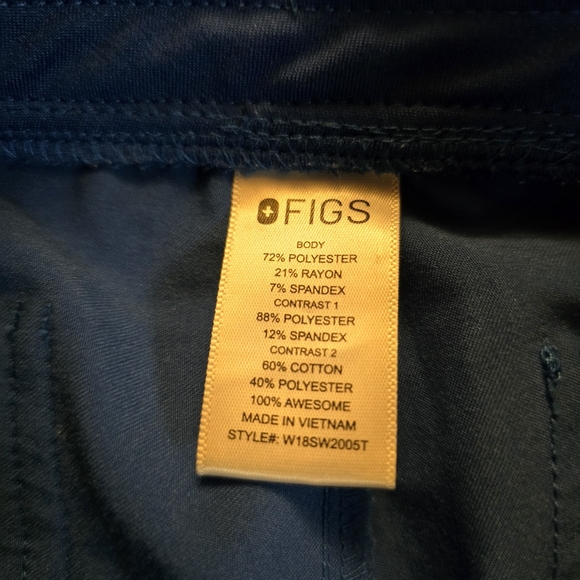 FIGS
BODY
72% POLYESTER
21% RAYON
7% SPANDEX
CONTRAST 1
88% POLYESTER
12% SPANDEX
CONTRAST 2
60% COTTON
40% POLYESTER
100% AWESOME
MADE IN VIETNAM
STYLE#: W18SW2005T